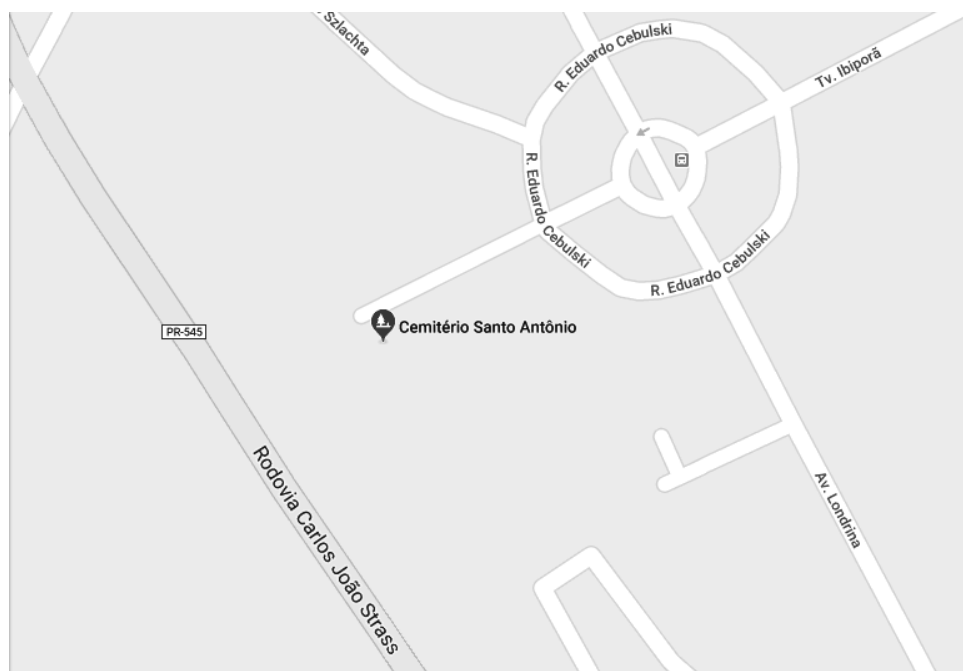 Szlachta
R. Eduardo Cebulski
Tv. Ibiporã
R. Eduardo Cebulski
R. Eduardo Cebulski
Cemitério Santo Antônio
PR-545
Rodovia Carlos João Strass
Av. Londrina